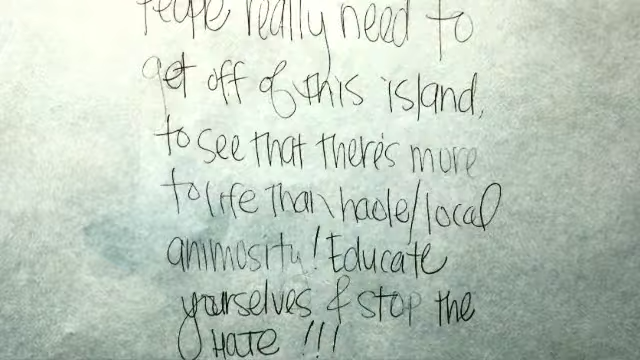 People really need to
get off of this island,
to see that there's more
to life than haole/local
animosity! Educate
yourselves & stop the
HATE !!!